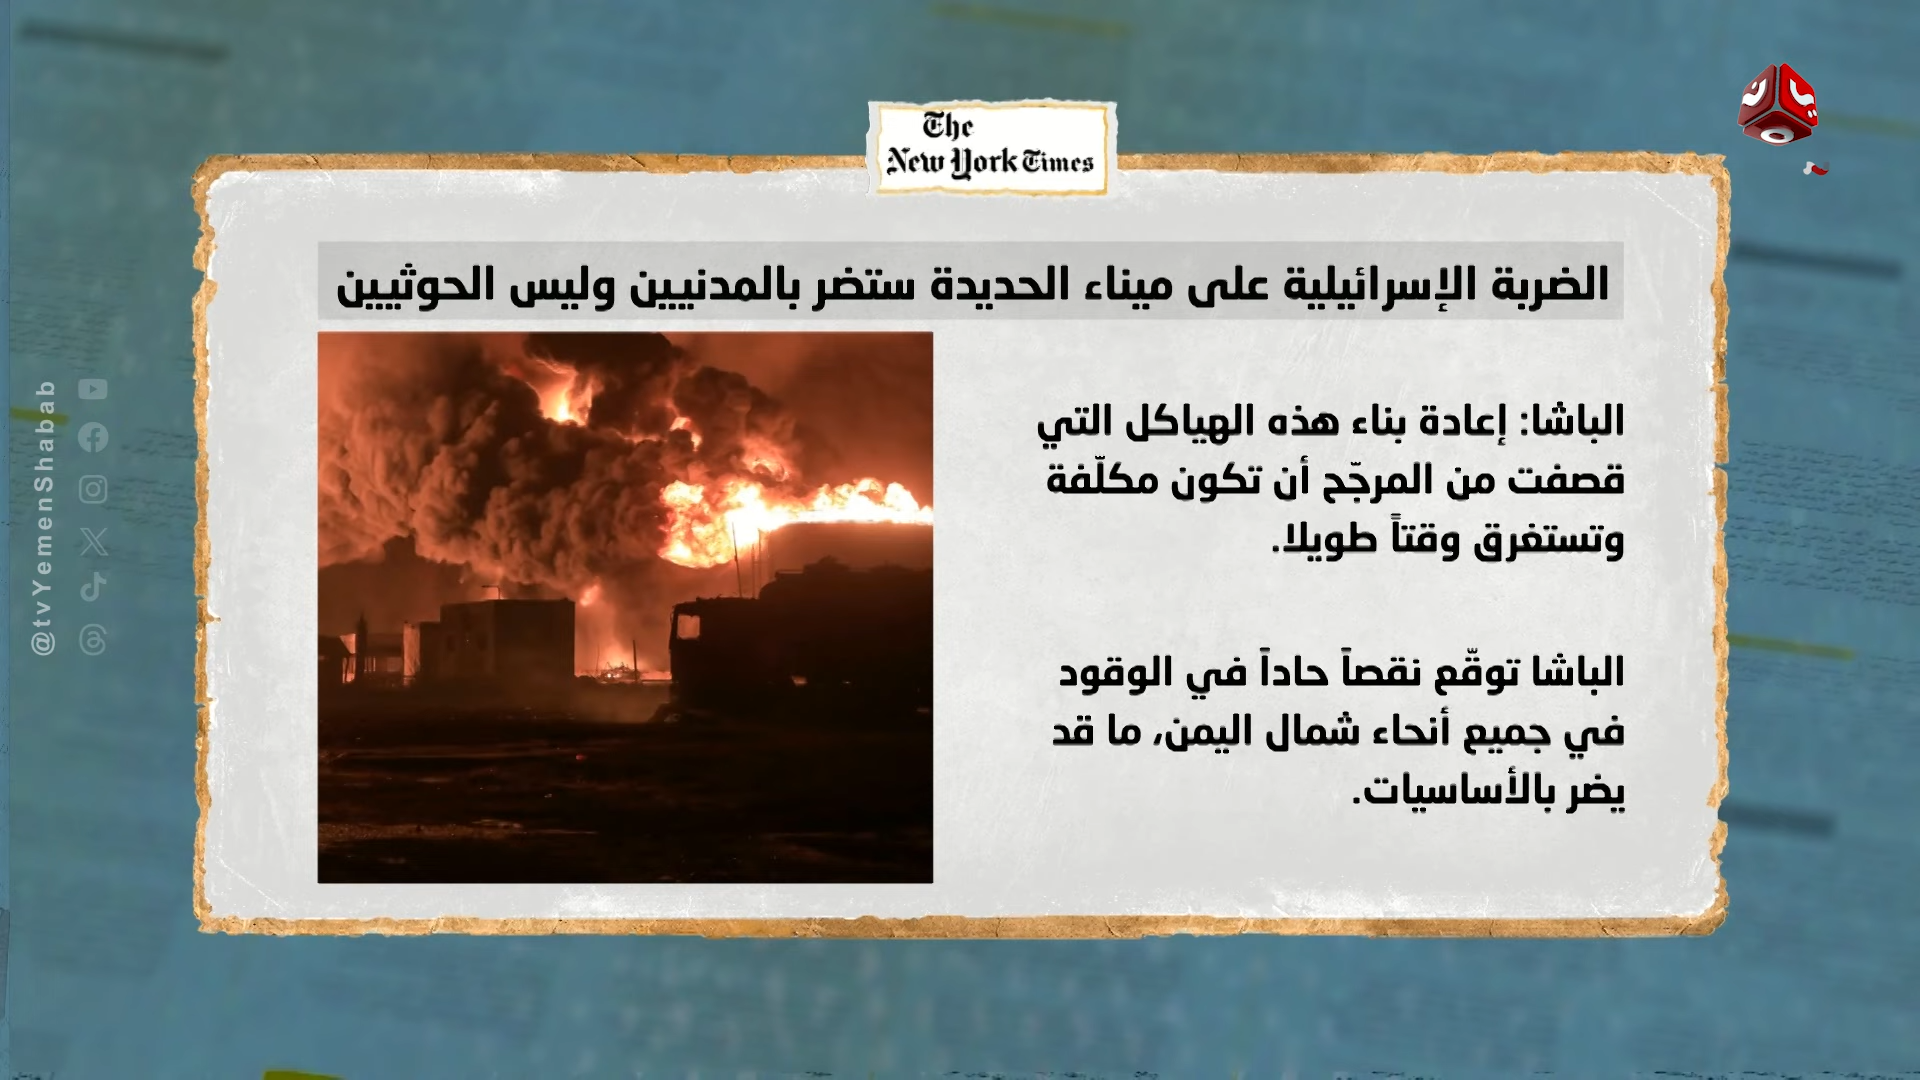 The
New York Times
الضربة الإسرائيلية على ميناء الحديدة ستضر بالمدنيين وليس الحوثيين
الباشا: إعادة بناء هذه الهياكل التي
قصفت من المرجّح أن تكون مكلّفة
وتستغرق وقتاً طويلا.
الباشا توقّع نقصاً حاداً في الوقود
في جميع أنحاء شمال اليمن، ما قد
يضر بالأساسيات.
@tvYemenShabab